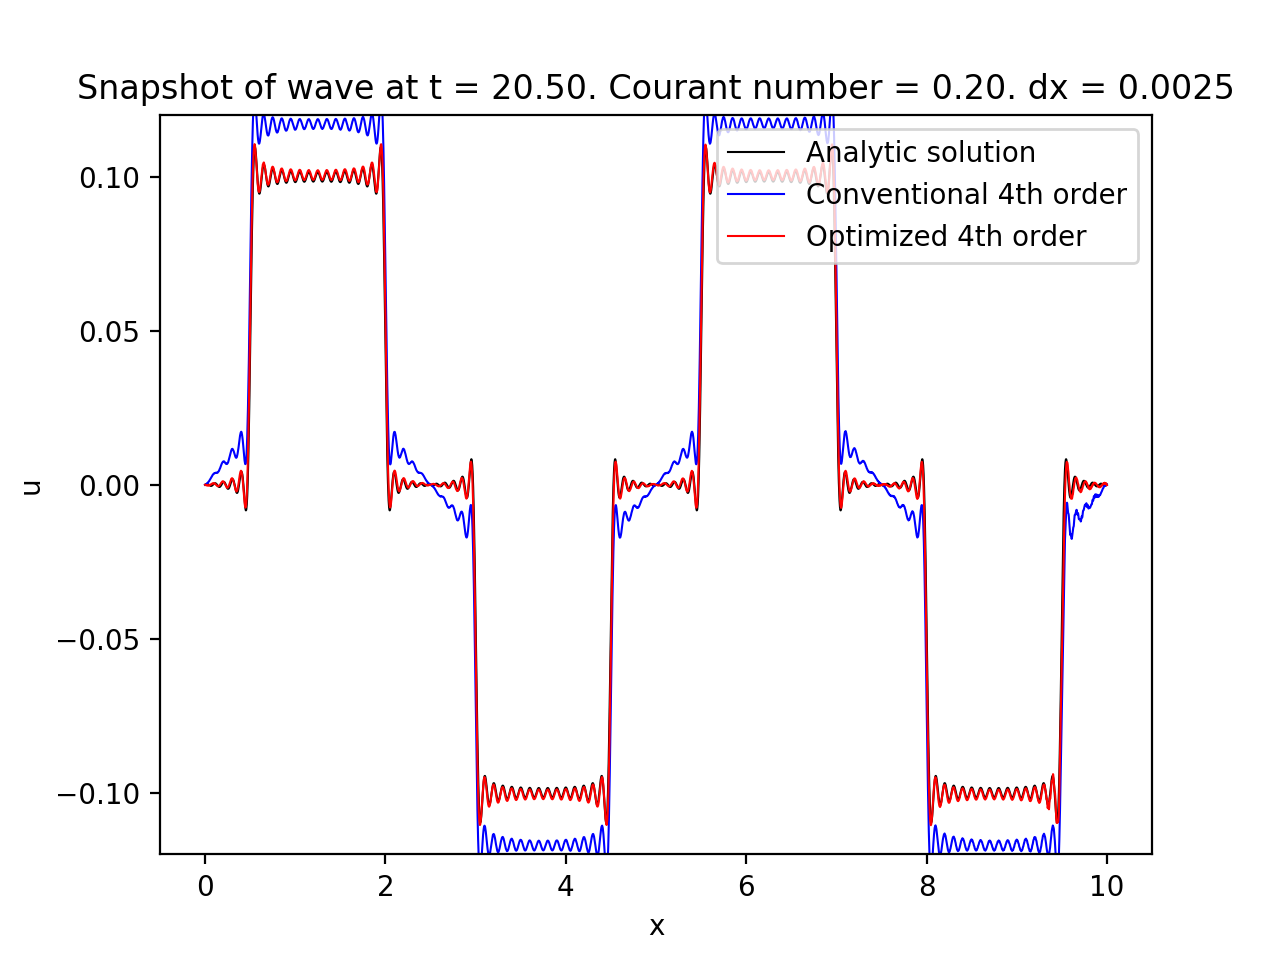 Snapshot of wave at t = 20.50. Courant number = 0.20. dx = 0.0025
Analytic solution
Conventional 4th order
Optimized 4th order
0.10
0.05
0.00
−0.05
−0.10
u
0 2 4 6 8 10
x